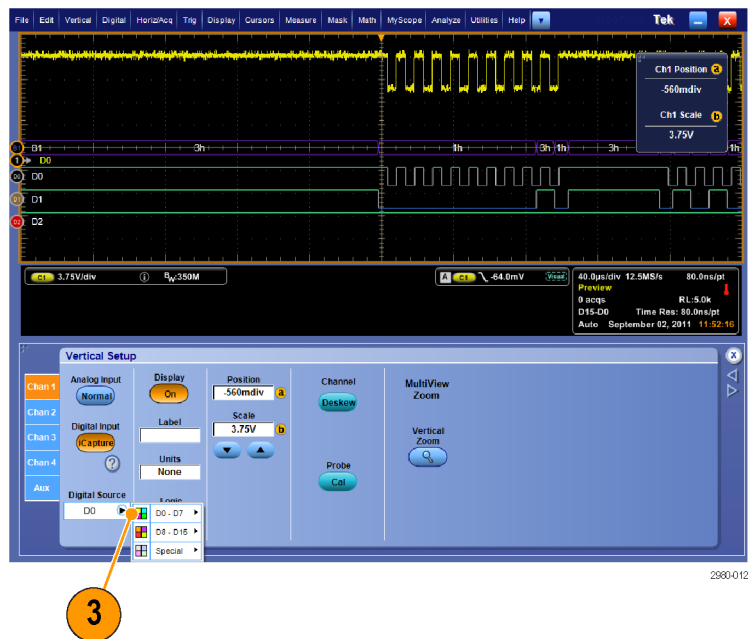 File Edit Vertical Digital Horiz/Acq Trig Display Cursors Measure Mask Math MyScope Analyze Utilities Help Tek X
Ch1 Position a
-560mdiv
Ch1 Scale b
3.75V
B1 3h 1h 3h 1h 3h 1h
1 D0
D0 D0
D1 D1
D2 D2
C1 3.75V/div BW:350M
A C1 -64.0mV Visual
40.0µs/div 12.5MS/s 80.0ns/pt
Preview
0 acqs RL:5.0k
D15-D0 Time Res: 80.0ns/pt
Auto September 02, 2011 11:52:16
Vertical Setup X
Chan 1
Chan 2
Chan 3
Chan 4
Aux
Analog Input
Normal
Digital Input
iCapture
?
Digital Source
D0
Display
On
Label
Units
None
Logic
D0 - D7
D8 - D15
Special
Position
-560mdiv a
Scale
3.75V b
Channel
Deskew
Probe
Cal
MultiView
Zoom
Vertical
Zoom
2980-012
3